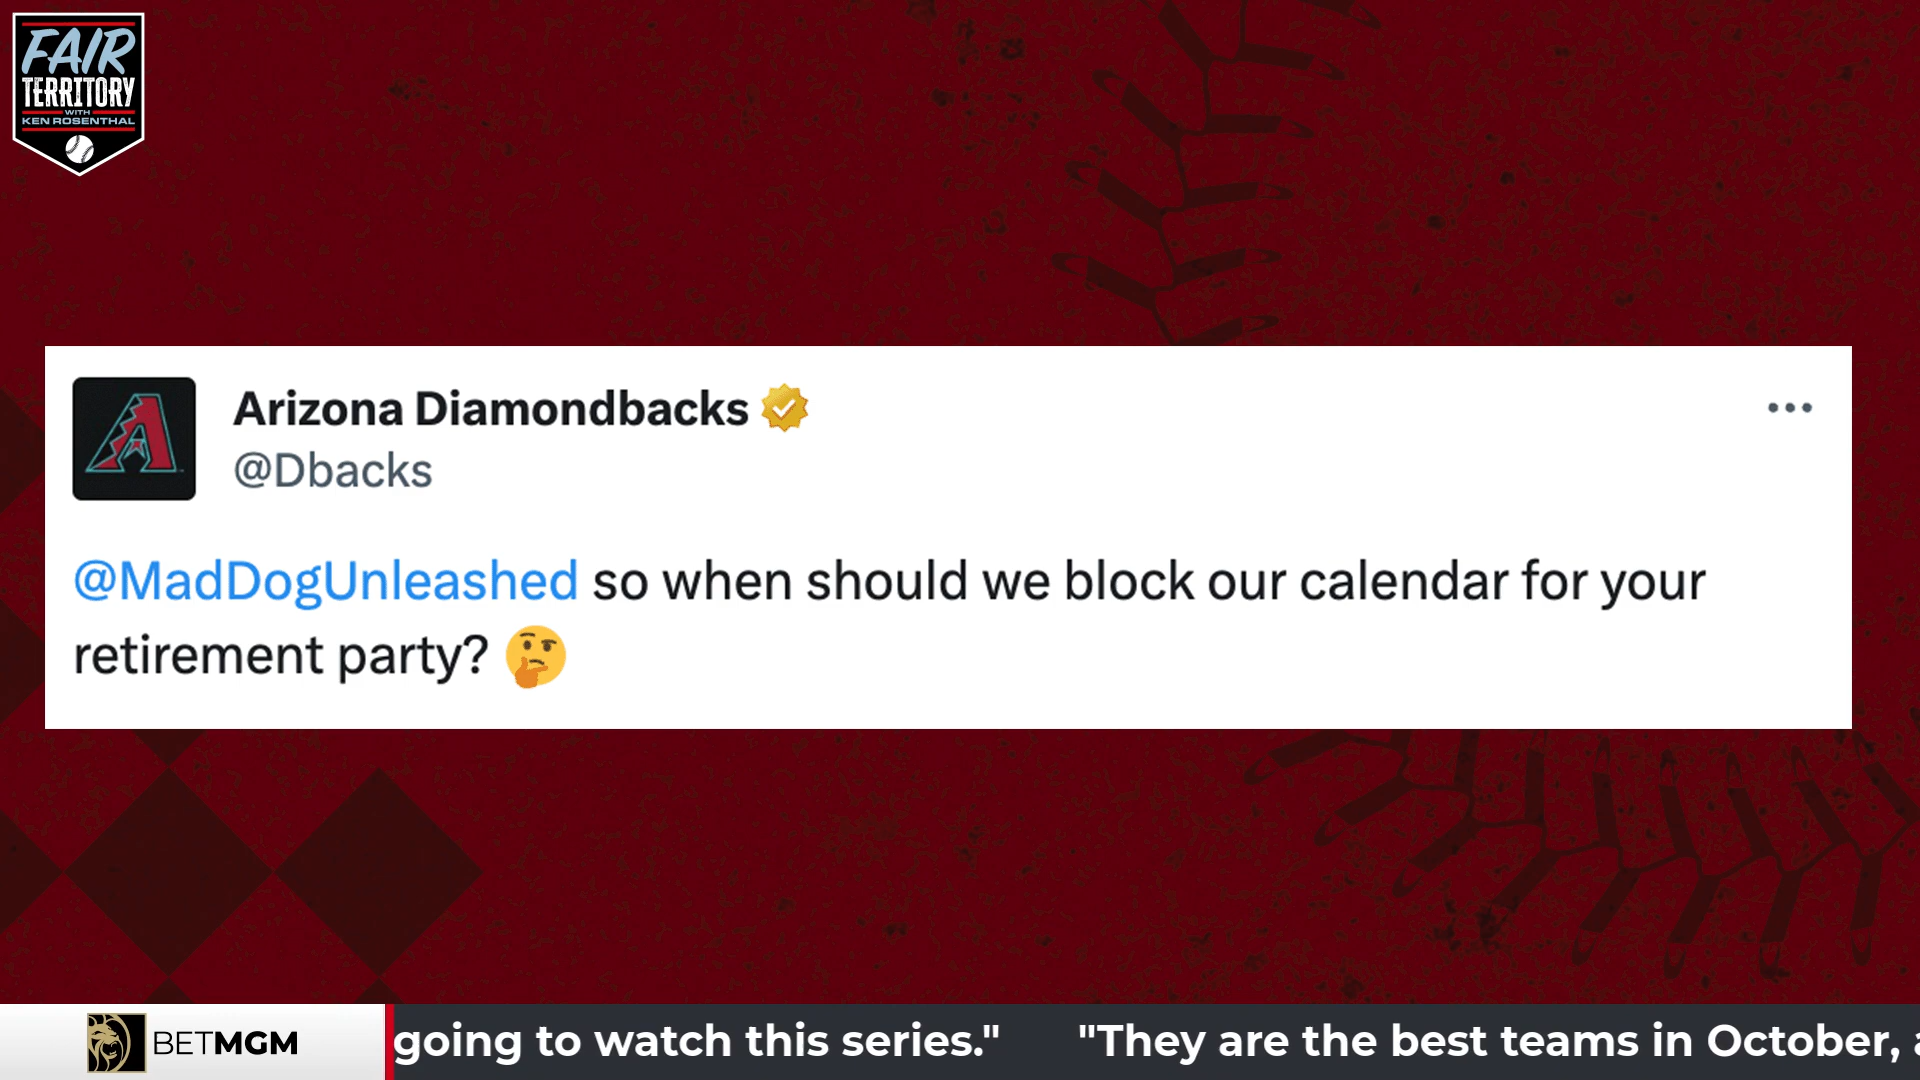 FAIR
TERRITORY
WITH
KEN ROSENTHAL
Arizona Diamondbacks
@Dbacks
@MadDogUnleashed so when should we block our calendar for your
retirement party? 🤔
BETMGM
going to watch this series." "They are the best teams in October,